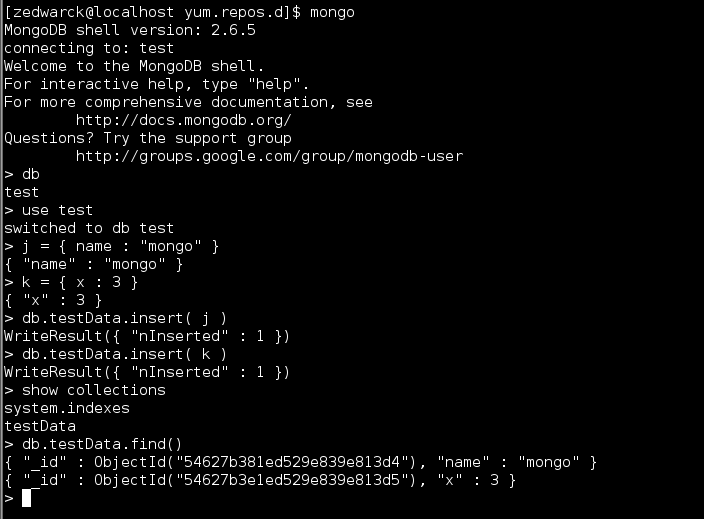 [zedwarck@localhost yum.repos.d]$ mongo
MongoDB shell version: 2.6.5
connecting to: test
Welcome to the MongoDB shell.
For interactive help, type "help".
For more comprehensive documentation, see
        http://docs.mongodb.org/
Questions? Try the support group
        http://groups.google.com/group/mongodb-user
> db
test
> use test
switched to db test
> j = { name : "mongo" }
{ "name" : "mongo" }
> k = { x : 3 }
{ "x" : 3 }
> db.testData.insert( j )
WriteResult({ "nInserted" : 1 })
> db.testData.insert( k )
WriteResult({ "nInserted" : 1 })
> show collections
system.indexes
testData
> db.testData.find()
{ "_id" : ObjectId("54627b381ed529e839e813d4"), "name" : "mongo" }
{ "_id" : ObjectId("54627b3e1ed529e839e813d5"), "x" : 3 }
>